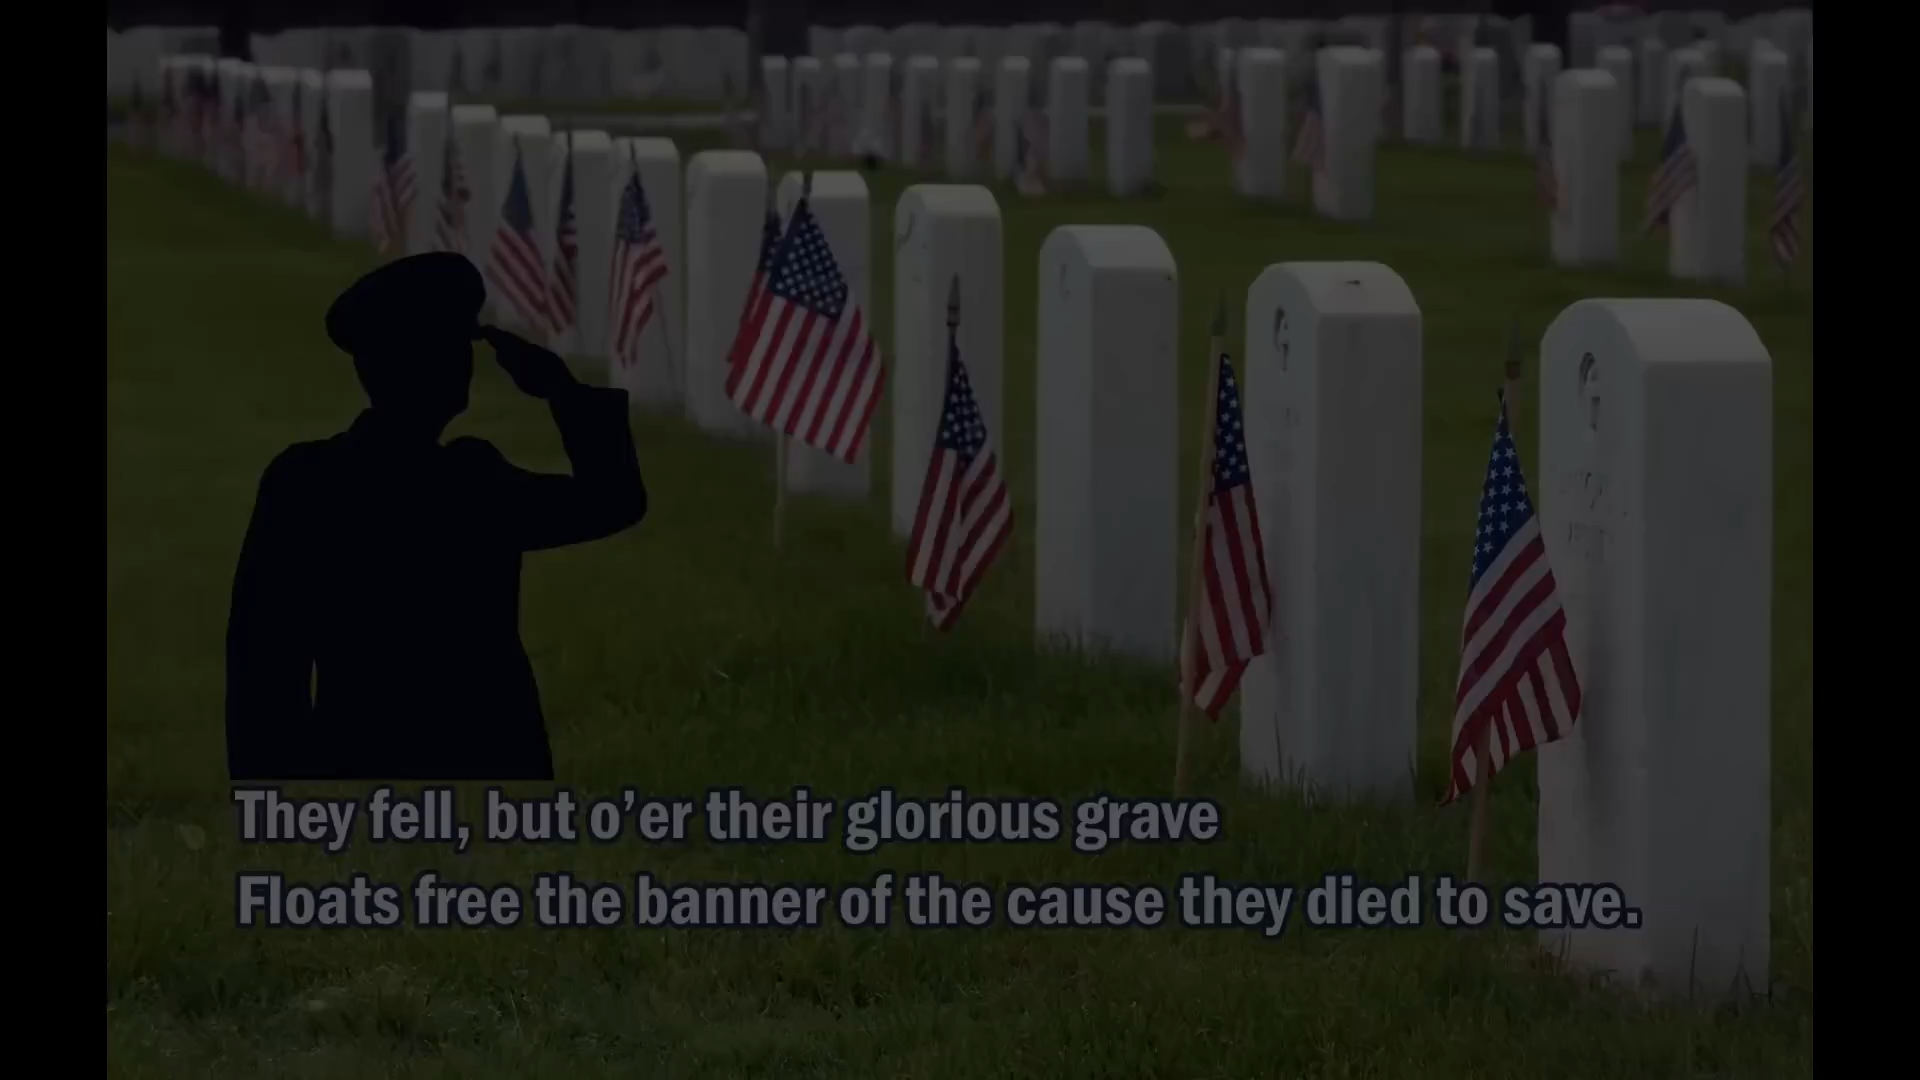 They fell, but o’er their glorious grave
Floats free the banner of the cause they died to save.